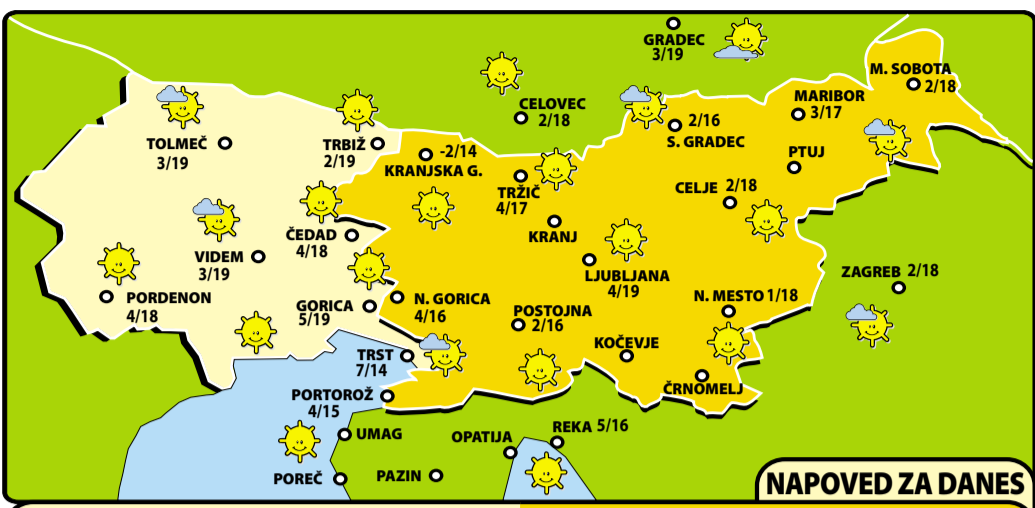 GRADEC
3/19
M. SOBOTA
2/18
CELOVEC
2/18
MARIBOR
3/17
2/16
S. GRADEC
TOLMEČ
3/19
TRBIŽ
2/19
-2/14
KRANJSKA G.
PTUJ
TRŽIČ
4/17
CELJE 2/18
KRANJ
ČEDAD
4/18
VIDEM
3/19
LJUBLJANA
4/19
ZAGREB 2/18
PORDENON
4/18
GORICA
5/19
N. GORICA
4/16
POSTOJNA
2/16
N. MESTO 1/18
KOČEVJE
TRST
7/14
ČRNOMELJ
PORTOROŽ
4/15
UMAG
OPATIJA
REKA 5/16
POREČ
PAZIN
NAPOVED ZA DANES